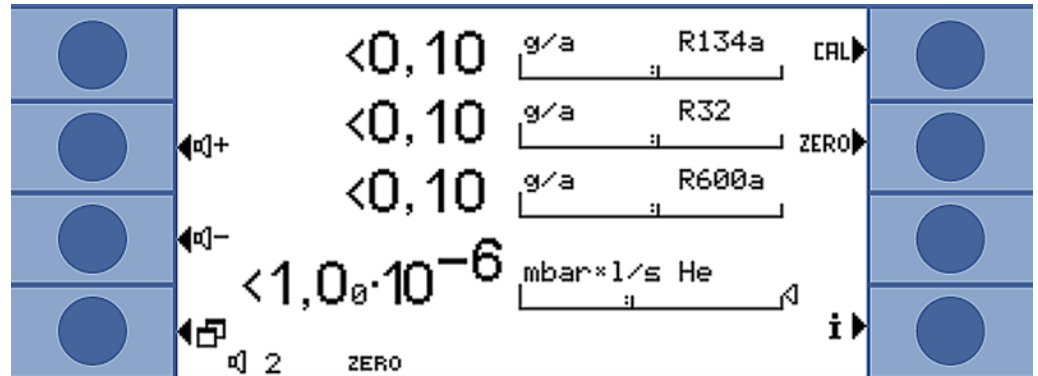 <0,10 g/a R134a CAL
<0,10 g/a R32
+ ZERO
<0,10 g/a R600a
-
<1,00·10⁻⁶ mbar*l/s He
i
2 ZERO